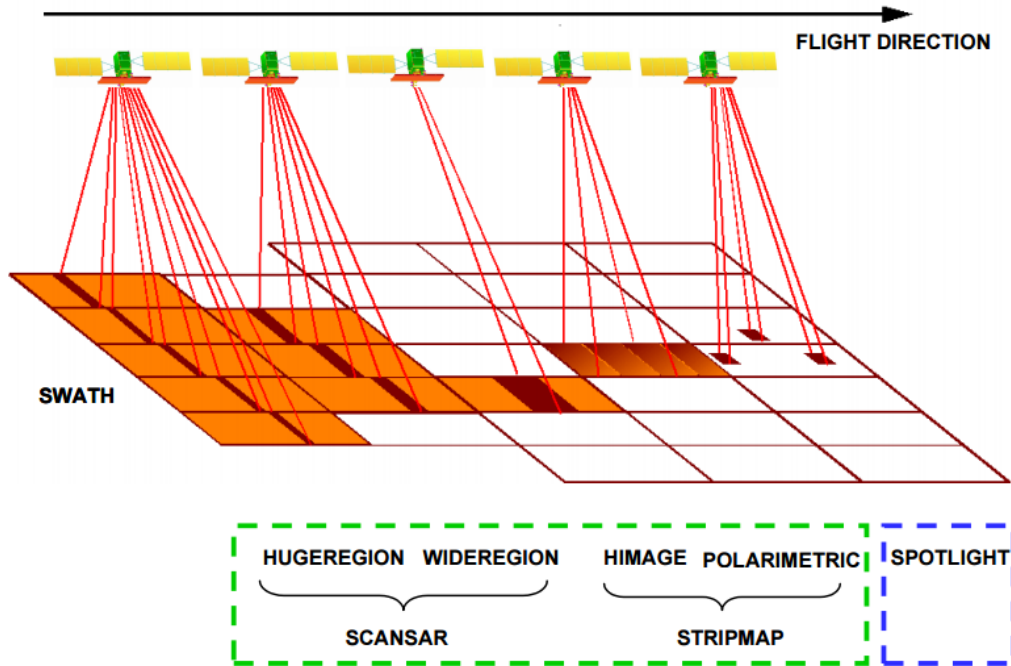 FLIGHT DIRECTION
SWATH
HUGEREGION WIDEREGION HIMAGE POLARIMETRIC SPOTLIGHT
SCANSAR STRIPMAP